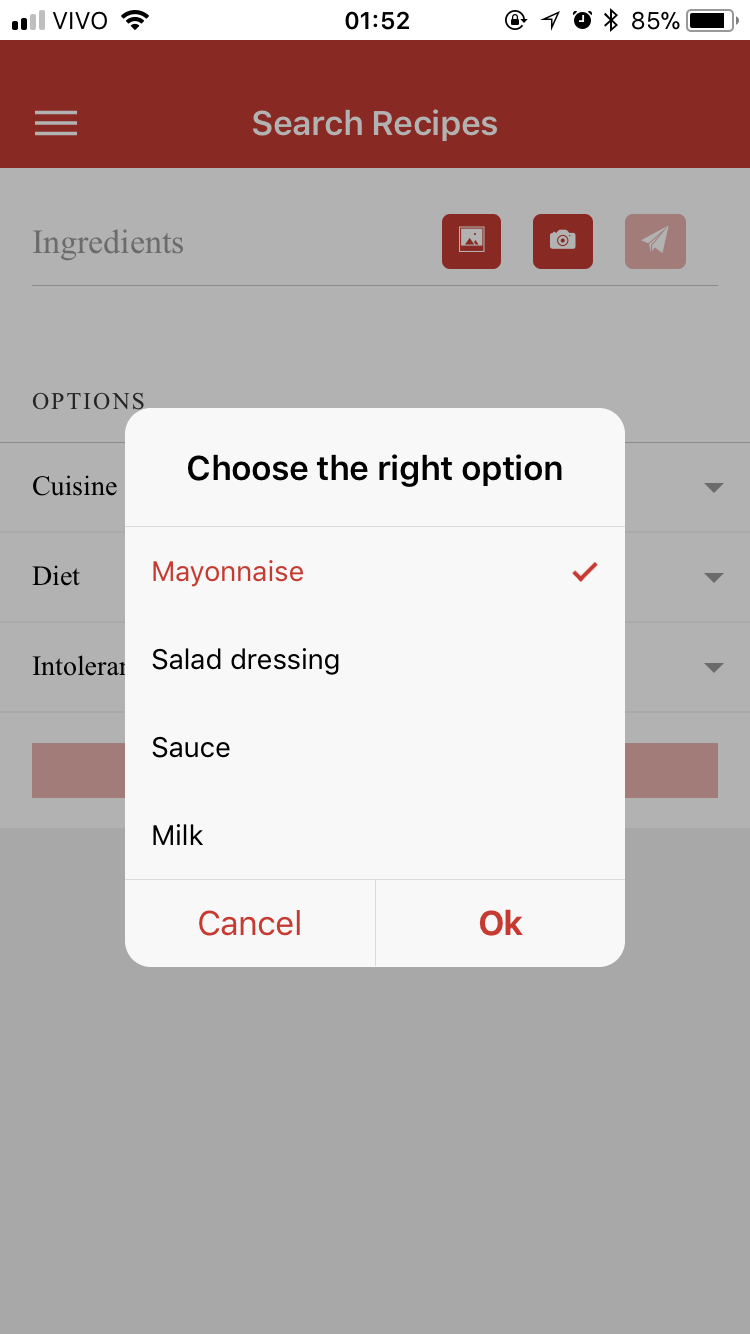 VIVO 01:52 85%
Search Recipes
Ingredients
OPTIONS
Choose the right option
Cuisine
Mayonnaise
Diet
Salad dressing
Sauce
Milk
Cancel Ok